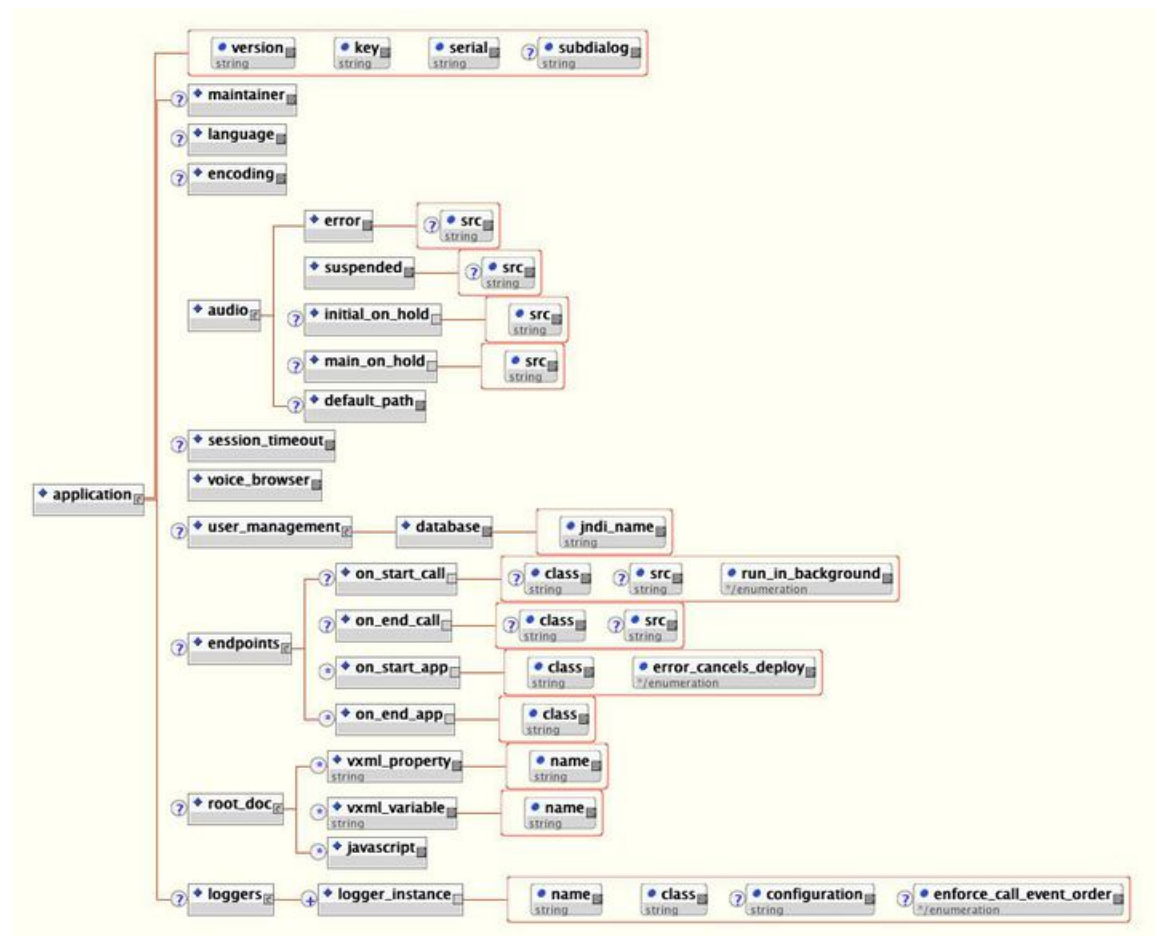 version key serial ? subdialog
string string string string
? maintainer
? language
? encoding
error ? src
string
suspended ? src
string
audio ? initial_on_hold src
string
? main_on_hold src
string
? default_path
? session_timeout
voice_browser
application
? user_management database jndi_name
string
? on_start_call ? class ? src run_in_background
string string */enumeration
? on_end_call ? class ? src
string string
? endpoints * on_start_app class error_cancels_deploy
string */enumeration
* on_end_app class
string
* vxml_property name
string string
? root_doc * vxml_variable name
string string
* javascript
? loggers + logger_instance name class ? configuration ? enforce_call_event_order
string string string */enumeration